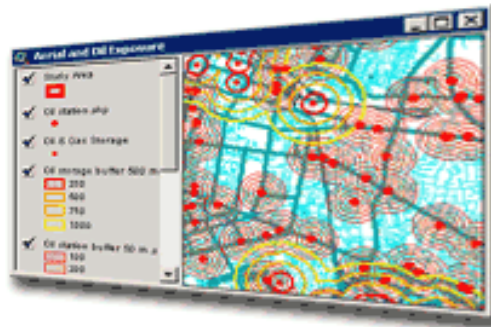 Aerial and Oil Exposure
Study Area
Oil station.shp
Oil & Gas Storage
Oil storage buffer 500 m
250
500
750
1000
Oil station buffer 50 m
100
200